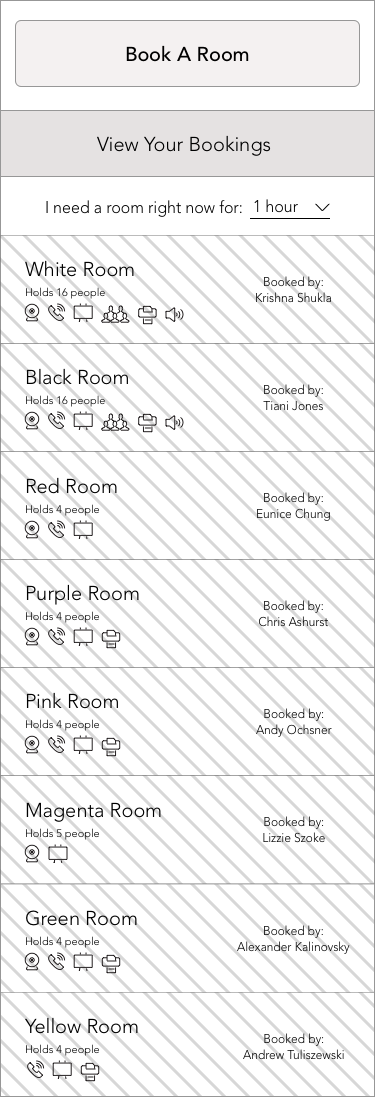 Book A Room
View Your Bookings
I need a room right now for: 1 hour
White Room
Holds 16 people
Booked by:
Krishna Shukla
Black Room
Holds 16 people
Booked by:
Tiani Jones
Red Room
Holds 4 people
Booked by:
Eunice Chung
Purple Room
Holds 4 people
Booked by:
Chris Ashurst
Pink Room
Holds 4 people
Booked by:
Andy Ochsner
Magenta Room
Holds 5 people
Booked by:
Lizzie Szoke
Green Room
Holds 4 people
Booked by:
Alexander Kalinovsky
Yellow Room
Holds 4 people
Booked by:
Andrew Tuliszewski